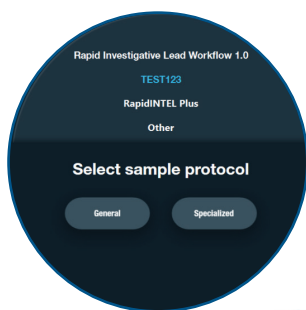 Rapid Investigative Lead Workflow 1.0
TEST123
RapidINTEL Plus
Other
Select sample protocol
General
Specialized